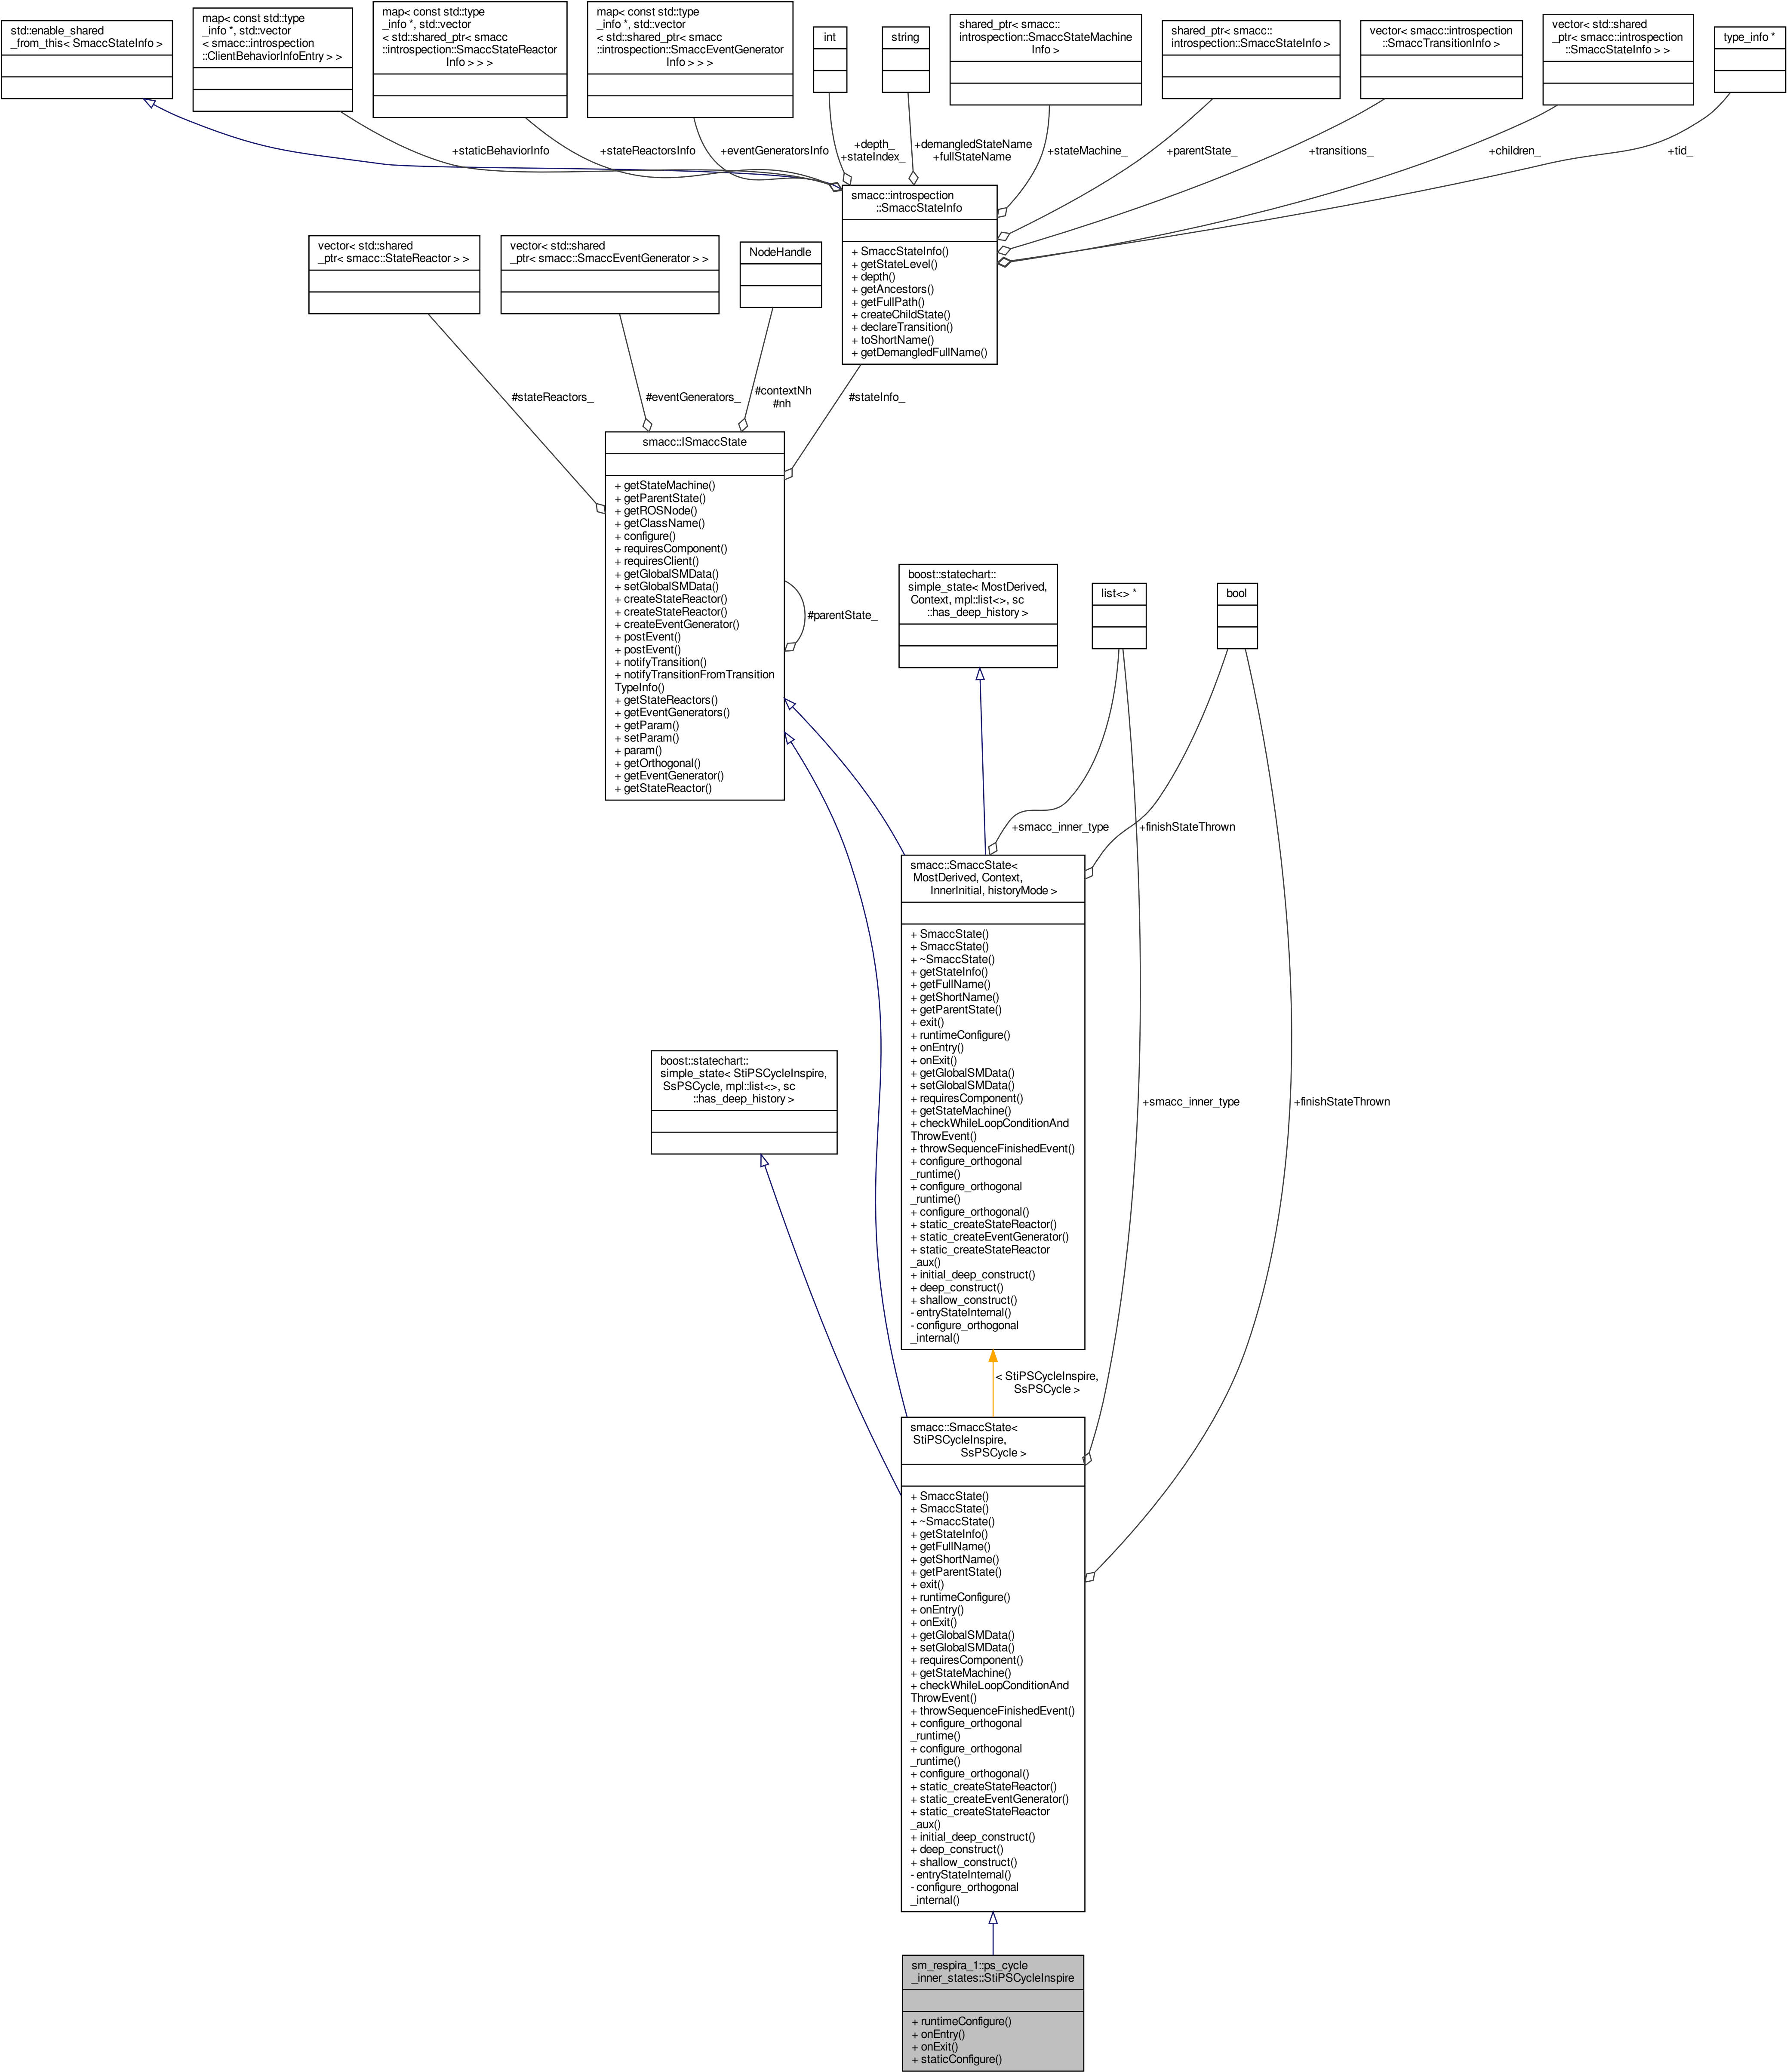 std::enable_shared
_from_this< SmaccStateInfo >
map< const std::type
_info *, std::vector
< smacc::introspection
::ClientBehaviorInfoEntry > >
map< const std::type
_info *, std::vector
< std::shared_ptr< smacc
::introspection::SmaccStateReactor
Info > > >
map< const std::type
_info *, std::vector
< std::shared_ptr< smacc
::introspection::SmaccEventGenerator
Info > > >
int
string
shared_ptr< smacc::
introspection::SmaccStateMachine
Info >
shared_ptr< smacc::
introspection::SmaccStateInfo >
vector< smacc::introspection
::SmaccTransitionInfo >
vector< std::shared
_ptr< smacc::introspection
::SmaccStateInfo > >
type_info *
+staticBehaviorInfo
+stateReactorsInfo
+eventGeneratorsInfo
+depth_
+stateIndex_
+demangledStateName
+fullStateName
+stateMachine_
+parentState_
+transitions_
+children_
+tid_
smacc::introspection
::SmaccStateInfo
+ SmaccStateInfo()
+ getStateLevel()
+ depth()
+ getAncestors()
+ getFullPath()
+ createChildState()
+ declareTransition()
+ toShortName()
+ getDemangledFullName()
vector< std::shared
_ptr< smacc::StateReactor > >
vector< std::shared
_ptr< smacc::SmaccEventGenerator > >
NodeHandle
#stateReactors_
#eventGenerators_
#contextNh
#nh
#stateInfo_
smacc::ISmaccState
+ getStateMachine()
+ getParentState()
+ getROSNode()
+ getClassName()
+ configure()
+ requiresComponent()
+ requiresClient()
+ getGlobalSMData()
+ setGlobalSMData()
+ createStateReactor()
+ createStateReactor()
+ createEventGenerator()
+ postEvent()
+ postEvent()
+ notifyTransition()
+ notifyTransitionFromTransition
TypeInfo()
+ getStateReactors()
+ getEventGenerators()
+ getParam()
+ setParam()
+ param()
+ getOrthogonal()
+ getEventGenerator()
+ getStateReactor()
#parentState_
boost::statechart::
simple_state< MostDerived,
Context, mpl::list<>, sc
::has_deep_history >
list<> *
bool
+smacc_inner_type
+finishStateThrown
smacc::SmaccState<
MostDerived, Context,
InnerInitial, historyMode >
+ SmaccState()
+ SmaccState()
+ ~SmaccState()
+ getStateInfo()
+ getFullName()
+ getShortName()
+ getParentState()
+ exit()
+ runtimeConfigure()
+ onEntry()
+ onExit()
+ getGlobalSMData()
+ setGlobalSMData()
+ requiresComponent()
+ getStateMachine()
+ checkWhileLoopConditionAnd
ThrowEvent()
+ throwSequenceFinishedEvent()
+ configure_orthogonal
_runtime()
+ configure_orthogonal
_runtime()
+ configure_orthogonal()
+ static_createStateReactor()
+ static_createEventGenerator()
+ static_createStateReactor
_aux()
+ initial_deep_construct()
+ deep_construct()
+ shallow_construct()
- entryStateInternal()
- configure_orthogonal
_internal()
boost::statechart::
simple_state< StiPSCycleInspire,
SsPSCycle, mpl::list<>, sc
::has_deep_history >
+smacc_inner_type
+finishStateThrown
< StiPSCycleInspire,
SsPSCycle >
smacc::SmaccState<
StiPSCycleInspire,
SsPSCycle >
+ SmaccState()
+ SmaccState()
+ ~SmaccState()
+ getStateInfo()
+ getFullName()
+ getShortName()
+ getParentState()
+ exit()
+ runtimeConfigure()
+ onEntry()
+ onExit()
+ getGlobalSMData()
+ setGlobalSMData()
+ requiresComponent()
+ getStateMachine()
+ checkWhileLoopConditionAnd
ThrowEvent()
+ throwSequenceFinishedEvent()
+ configure_orthogonal
_runtime()
+ configure_orthogonal
_runtime()
+ configure_orthogonal()
+ static_createStateReactor()
+ static_createEventGenerator()
+ static_createStateReactor
_aux()
+ initial_deep_construct()
+ deep_construct()
+ shallow_construct()
- entryStateInternal()
- configure_orthogonal
_internal()
sm_respira_1::ps_cycle
_inner_states::StiPSCycleInspire
+ runtimeConfigure()
+ onEntry()
+ onExit()
+ staticConfigure()